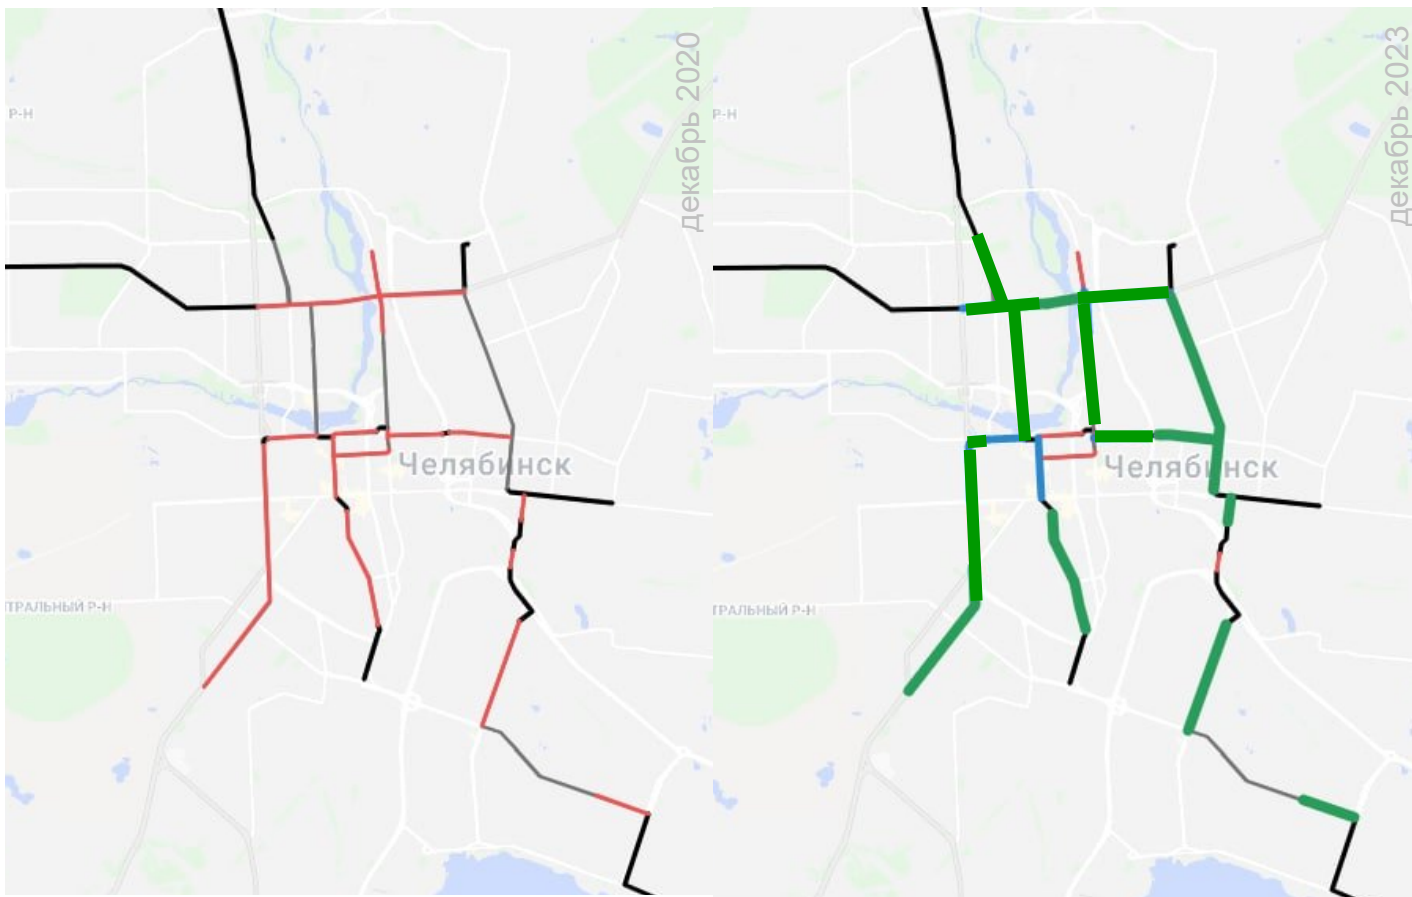 декабрь 2020
Р-Н
Челябинск
ТРАЛЬНЫЙ Р-Н
декабрь 2023
Р-Н
Челябинск
ТРАЛЬНЫЙ Р-Н